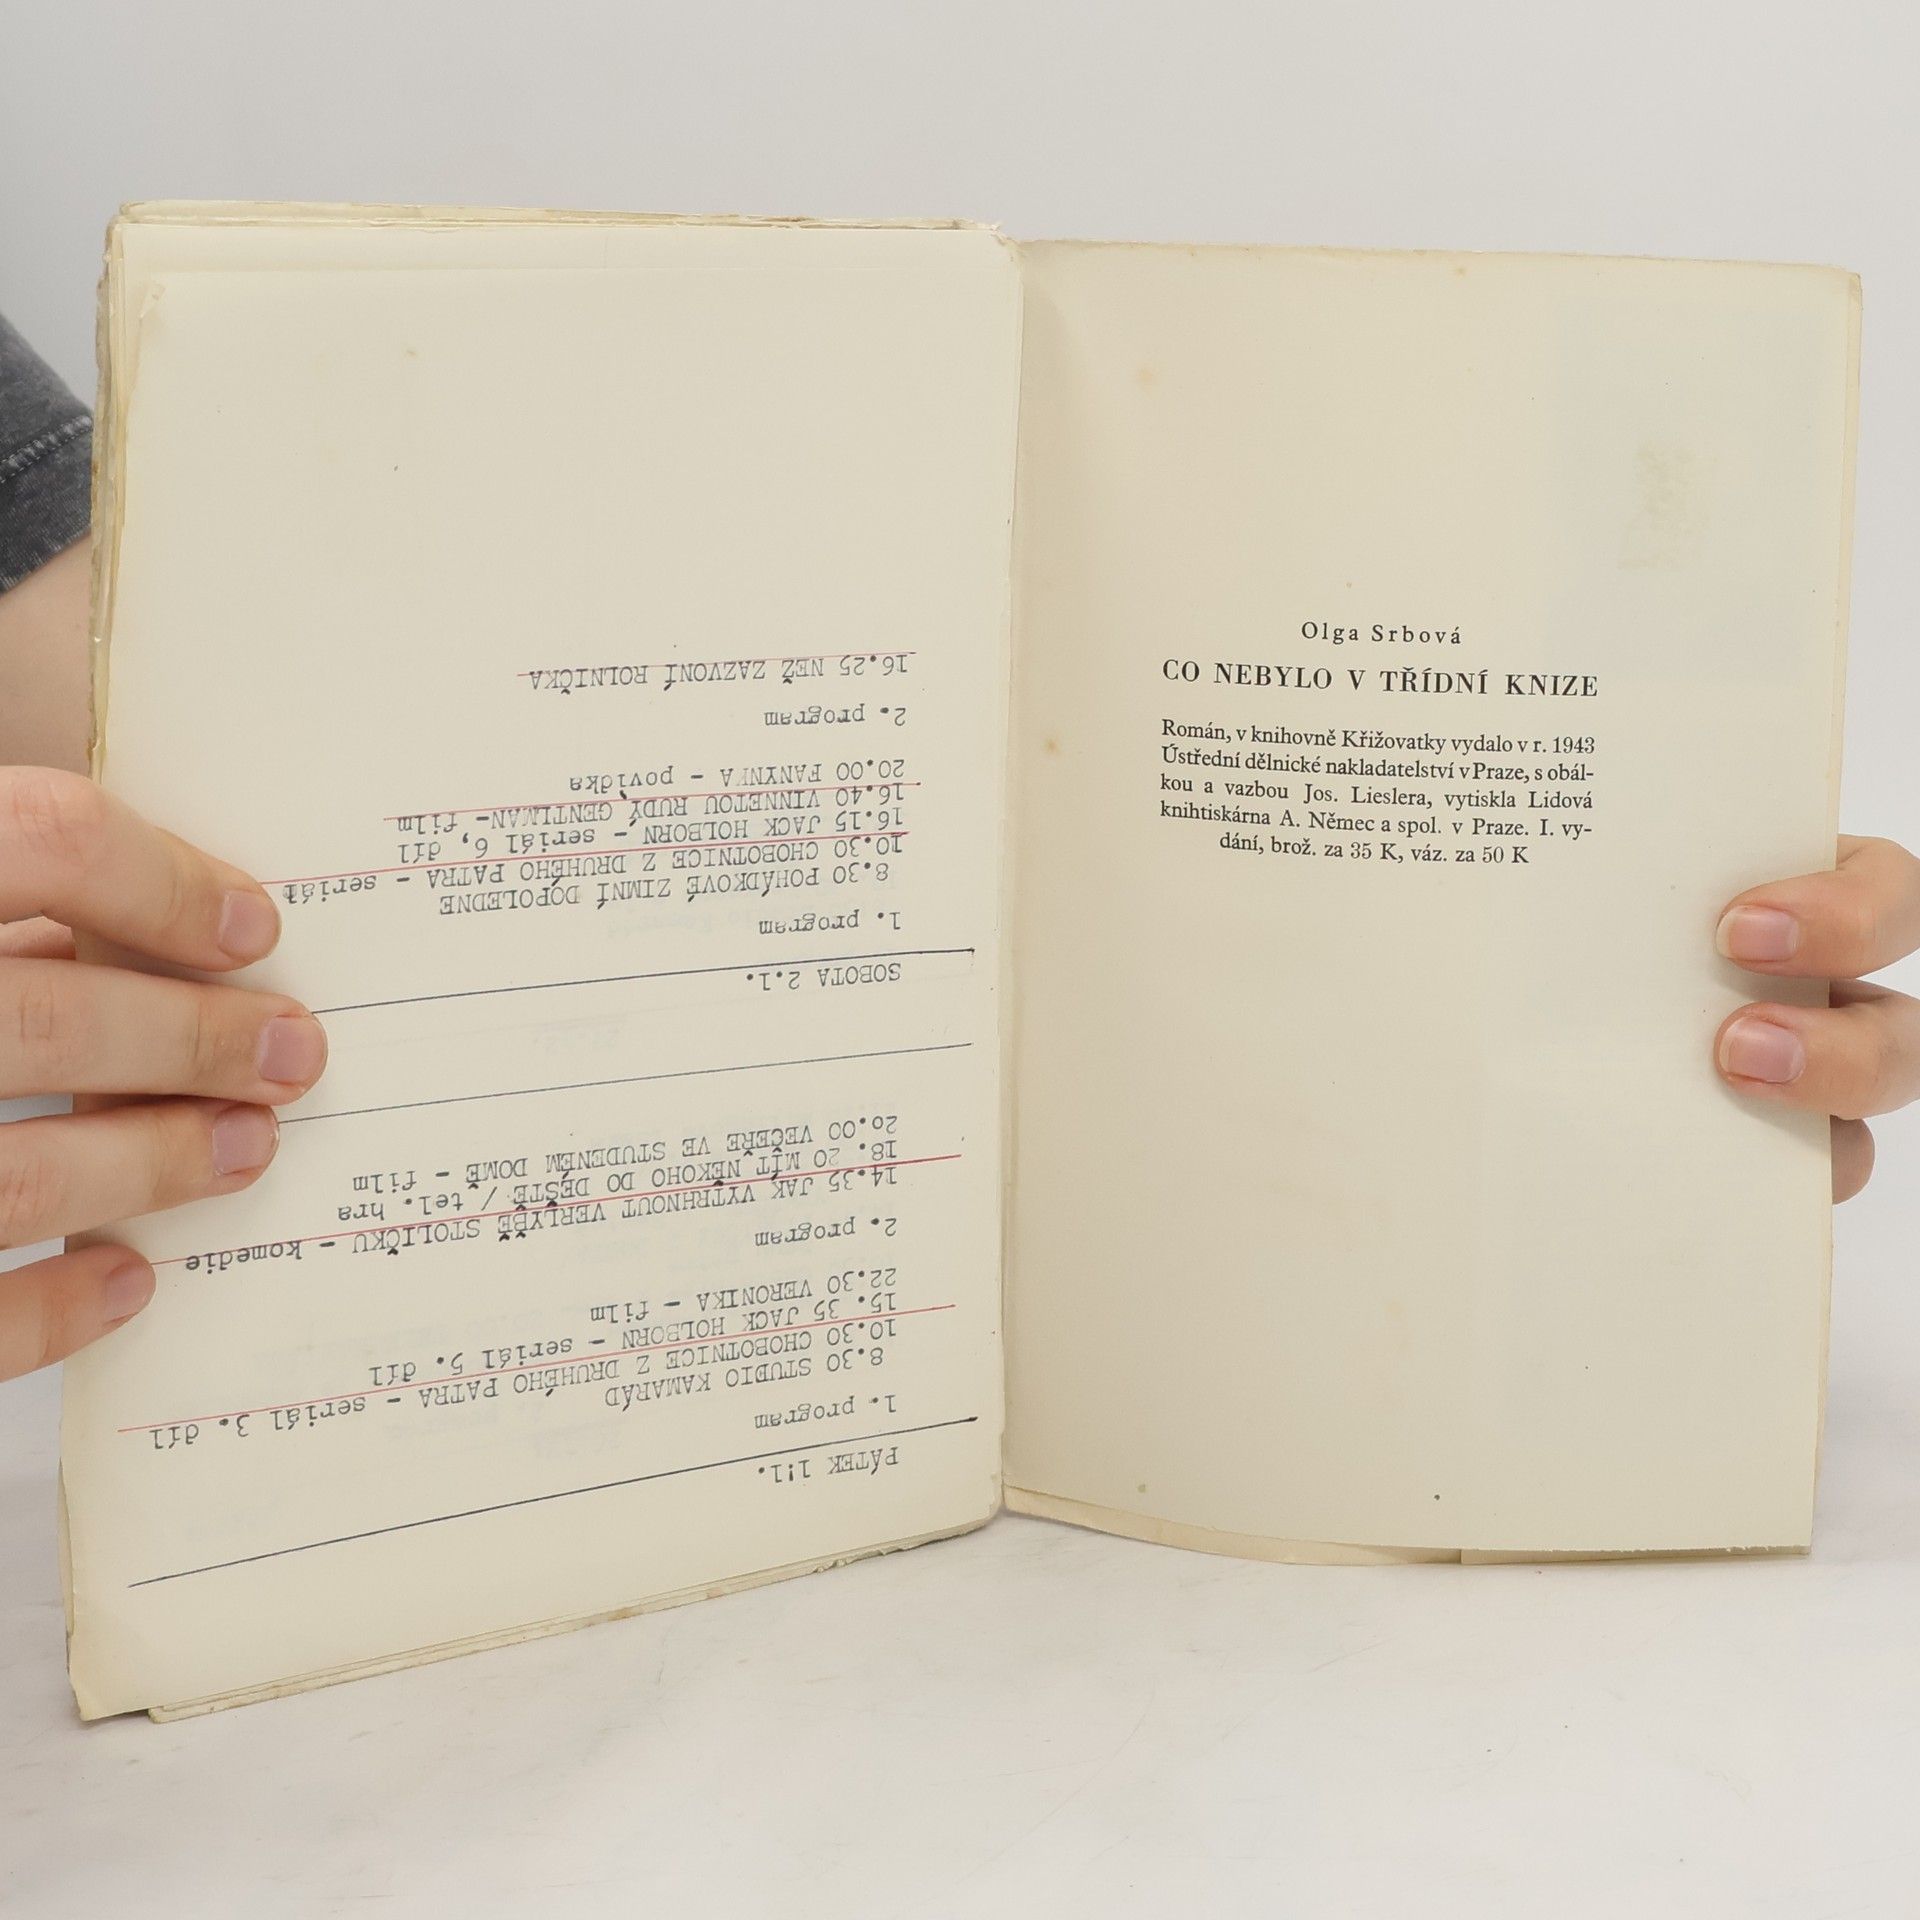 PÁTEK 1!1.
1. program
8.30 STUDIO KAMARÁD
10.30 CHOBOTNICE Z DRUHÉHO PATRA - seriál 3. díl
15. 35 JACK HOLBORN - seriál 5. díl
22.30 VERONIKA - film
2. program
14.35 JAK VYTRHNOUT VERLYBĚ STOLIČKU - komedie
18. 20 MÍT NĚKOHO DO DEŠTĚ / tel. hra
20.00 VEČEŘE VE STUDENÉM DOMĚ - film
SOBOTA 2.1.
1. program
8.30 POHÁDKOVÉ ZIMNÍ DOPOLEDNE
10.30 CHOBOTNICE Z DRUHÉHO PATRA - seriál
16.15 JACK HOLBORN - seriál 6, díl
16.40 VINNETOU RUDÝ GENTLMAN- film
20.00 FANYNKA - povídka
2. program
16.25 NEŽ ZAZVONÍ ROLNIČKA
Olga Srbová
CO NEBYLO V TŘÍDNÍ KNIZE
Román, v knihovně Křižovatky vydalo v r. 1943
Ústřední dělnické nakladatelství v Praze, s obál-
kou a vazbou Jos. Lieslera, vytiskla Lidová
knihtiskárna A. Němec a spol. v Praze. I. vy-
dání, brož. za 35 K, váz. za 50 K